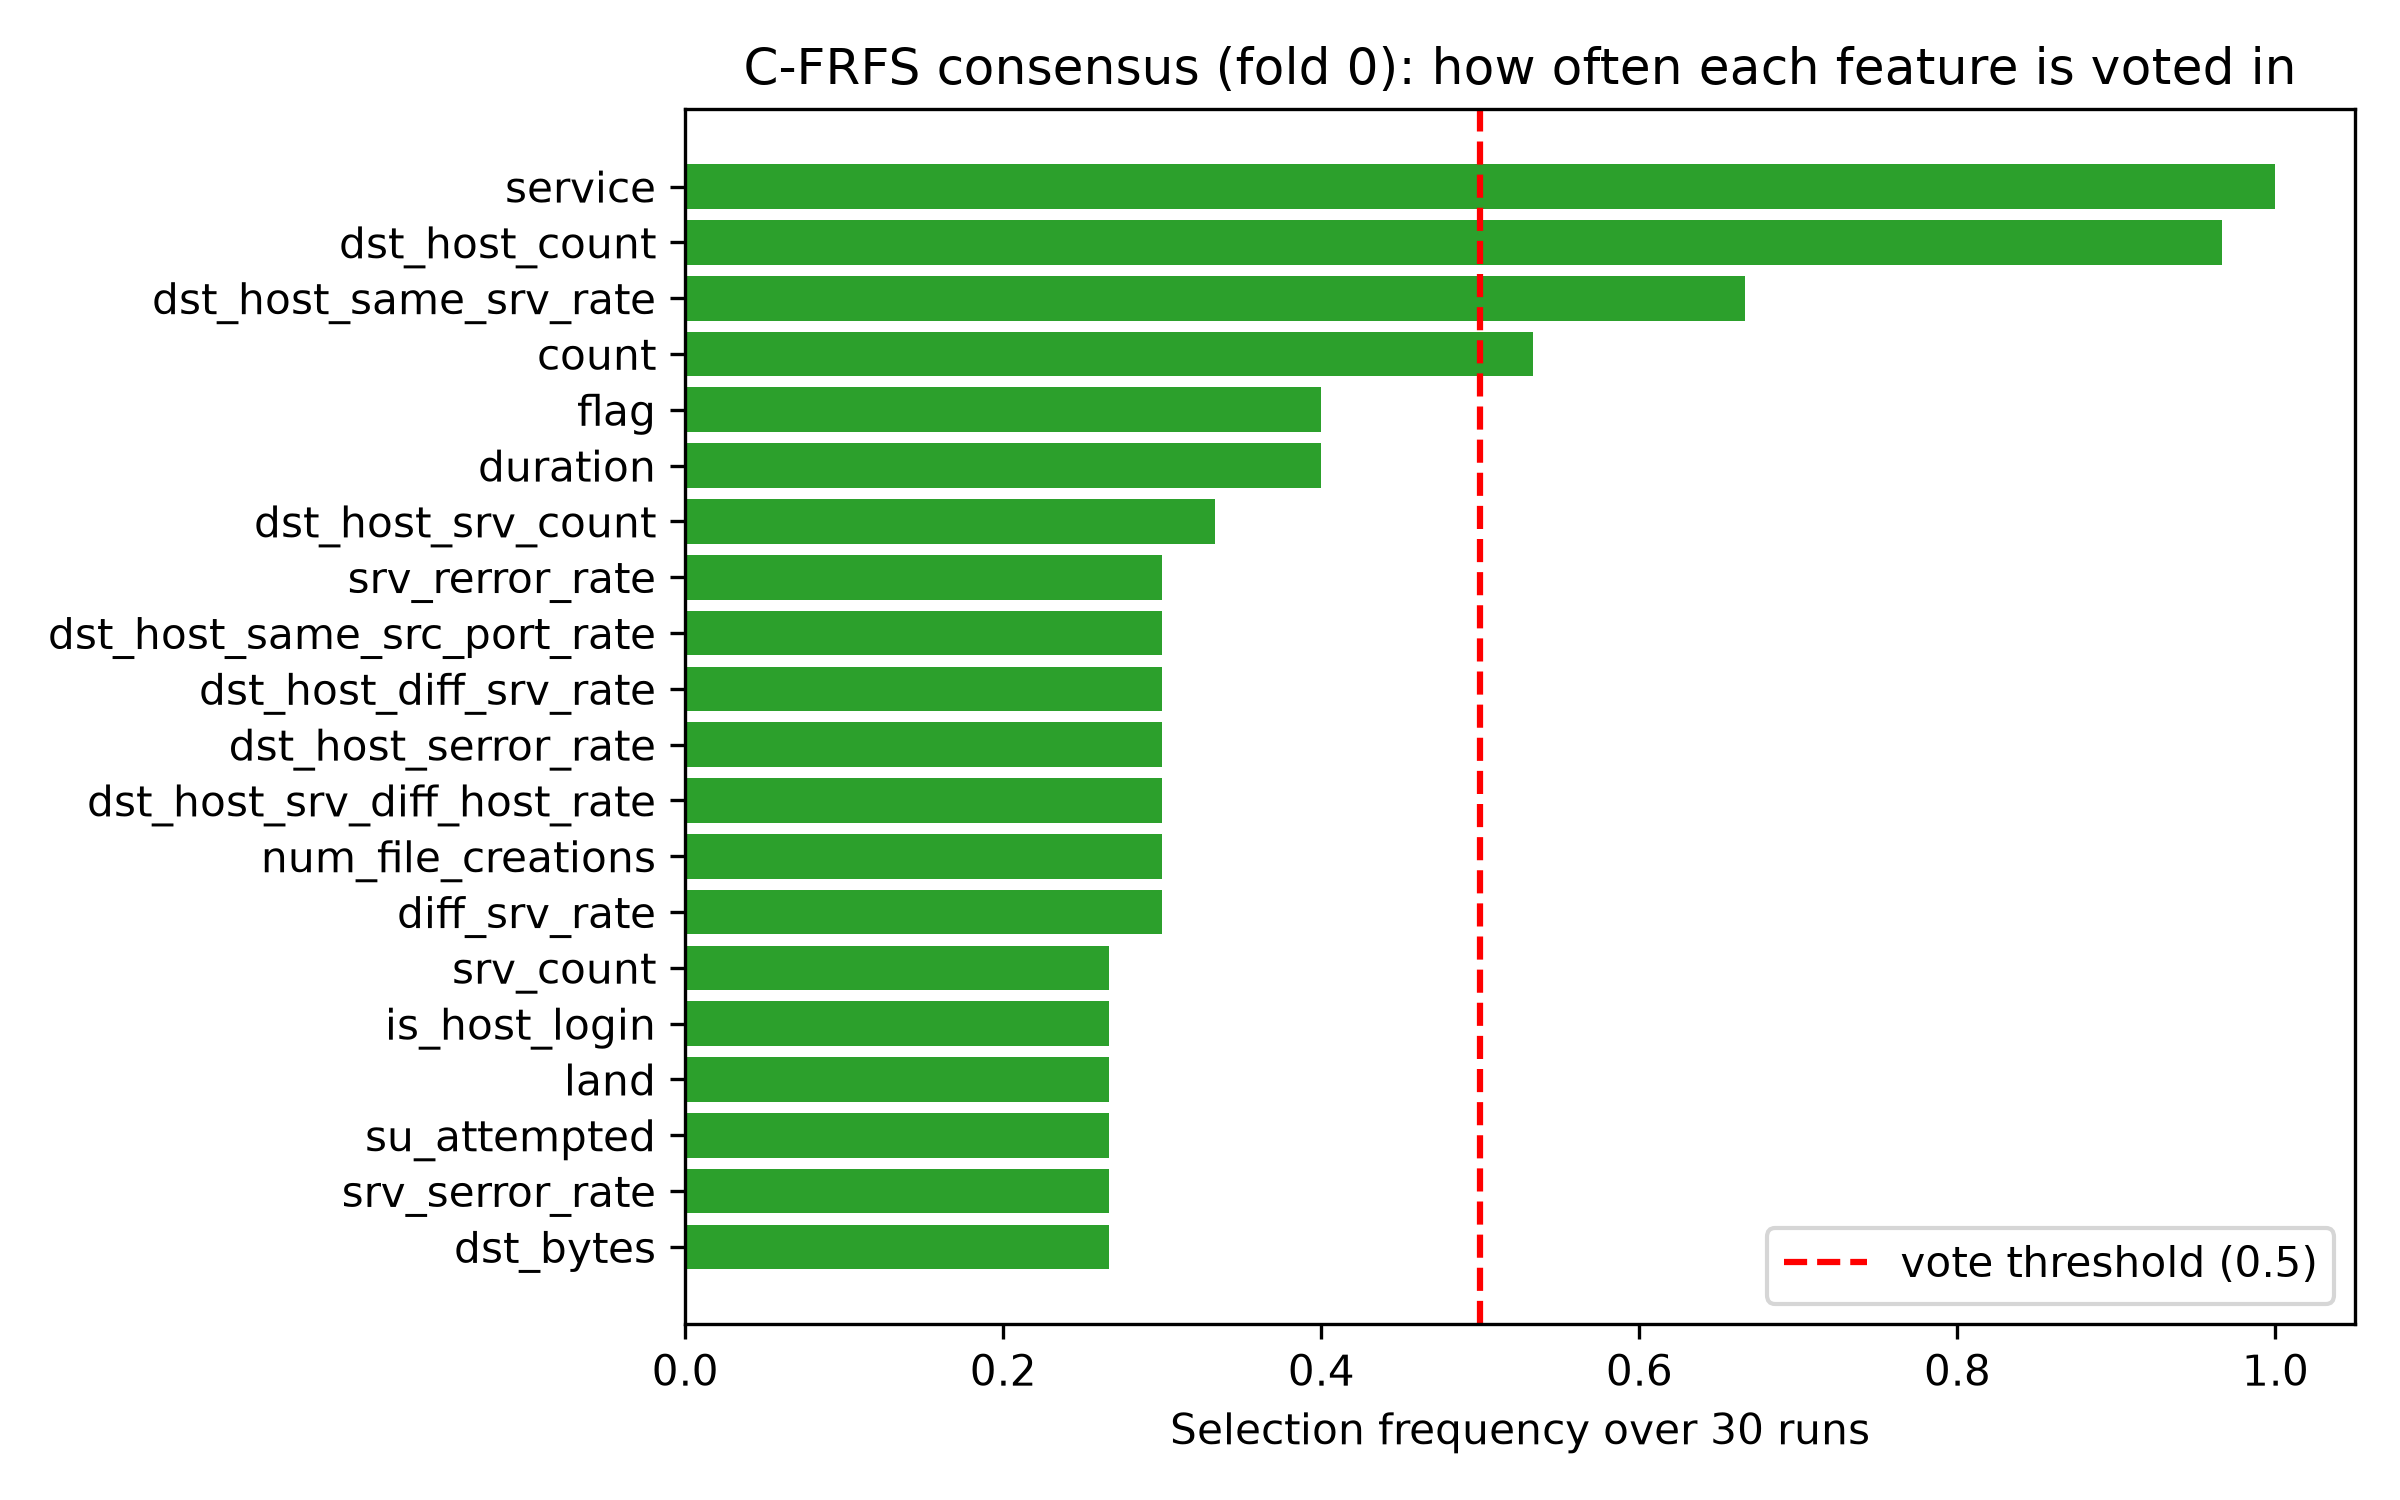 C-FRFS consensus (fold 0): how often each feature is voted in
service
dst_host_count
dst_host_same_srv_rate
count
flag
duration
dst_host_srv_count
srv_rerror_rate
dst_host_same_src_port_rate
dst_host_diff_srv_rate
dst_host_serror_rate
dst_host_srv_diff_host_rate
num_file_creations
diff_srv_rate
srv_count
is_host_login
land
su_attempted
srv_serror_rate
dst_bytes
vote threshold (0.5)
0.0 0.2 0.4 0.6 0.8 1.0
Selection frequency over 30 runs